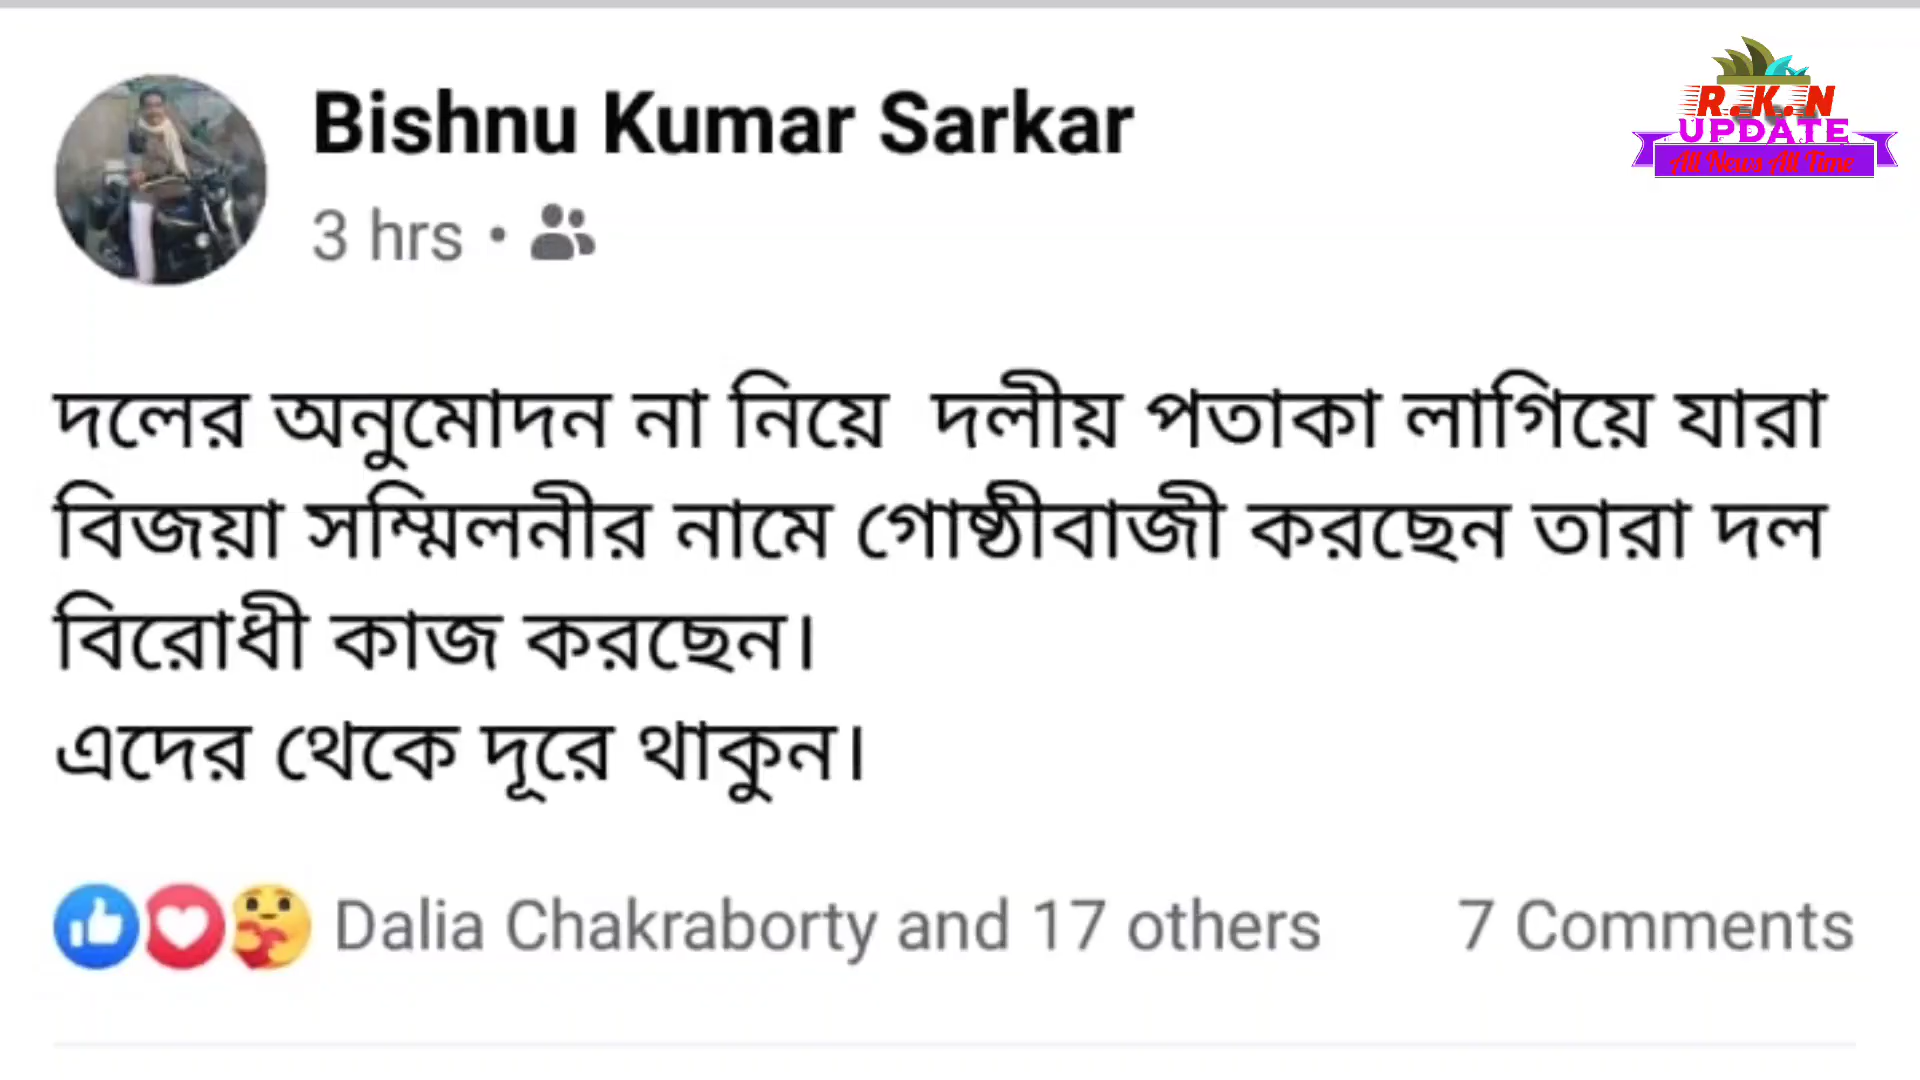 Bishnu Kumar Sarkar
3 hrs •
R.K.N
UPDATE
All News All Time
দলের অনুমোদন না নিয়ে দলীয় পতাকা লাগিয়ে যারা
বিজয়া সম্মিলনীর নামে গোষ্ঠীবাজী করছেন তারা দল
বিরোধী কাজ করছেন।
এদের থেকে দূরে থাকুন।
Dalia Chakraborty and 17 others 7 Comments